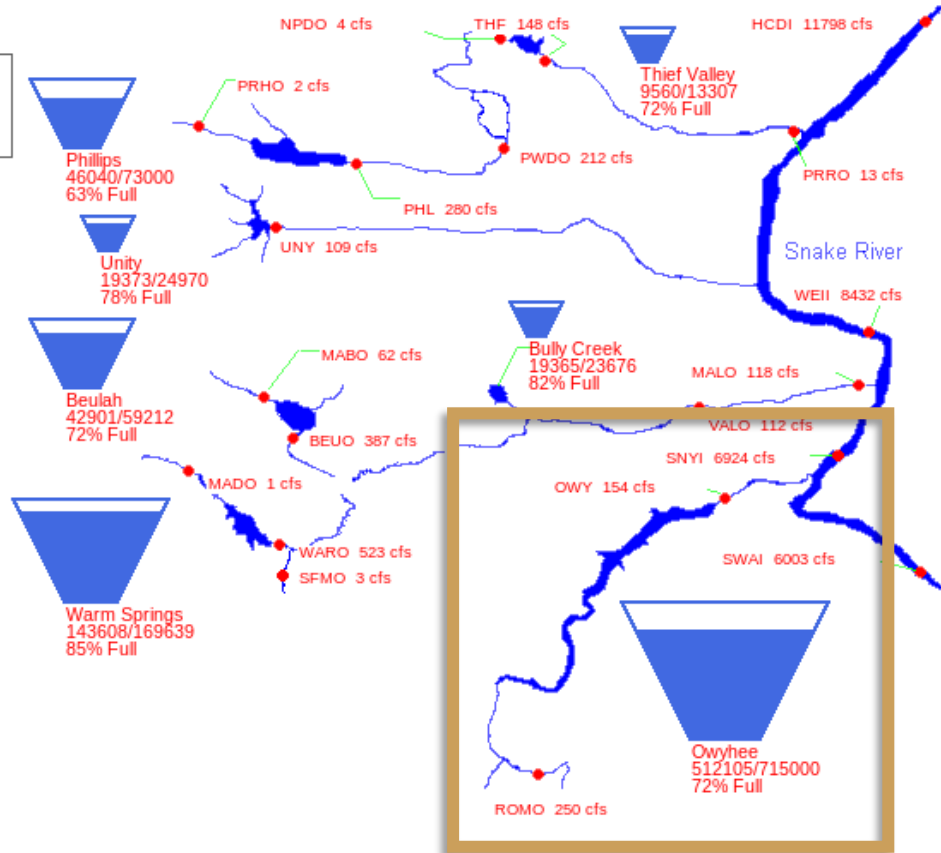 NPDO 4 cfs
THF 148 cfs
HCDI 11798 cfs
Thief Valley
9560/13307
72% Full
PRHO 2 cfs
PWDO 212 cfs
PRRO 13 cfs
Phillips
46040/73000
63% Full
PHL 280 cfs
UNY 109 cfs
Snake River
Unity
19373/24970
78% Full
WEII 8432 cfs
Bully Creek
19365/23676
82% Full
MABO 62 cfs
MALO 118 cfs
Beulah
42901/59212
72% Full
VALO 112 cfs
BEUO 387 cfs
SNYI 6924 cfs
MADO 1 cfs
OWY 154 cfs
WARO 523 cfs
SWAI 6003 cfs
SFMO 3 cfs
Warm Springs
143608/169639
85% Full
Owyhee
512105/715000
72% Full
ROMO 250 cfs